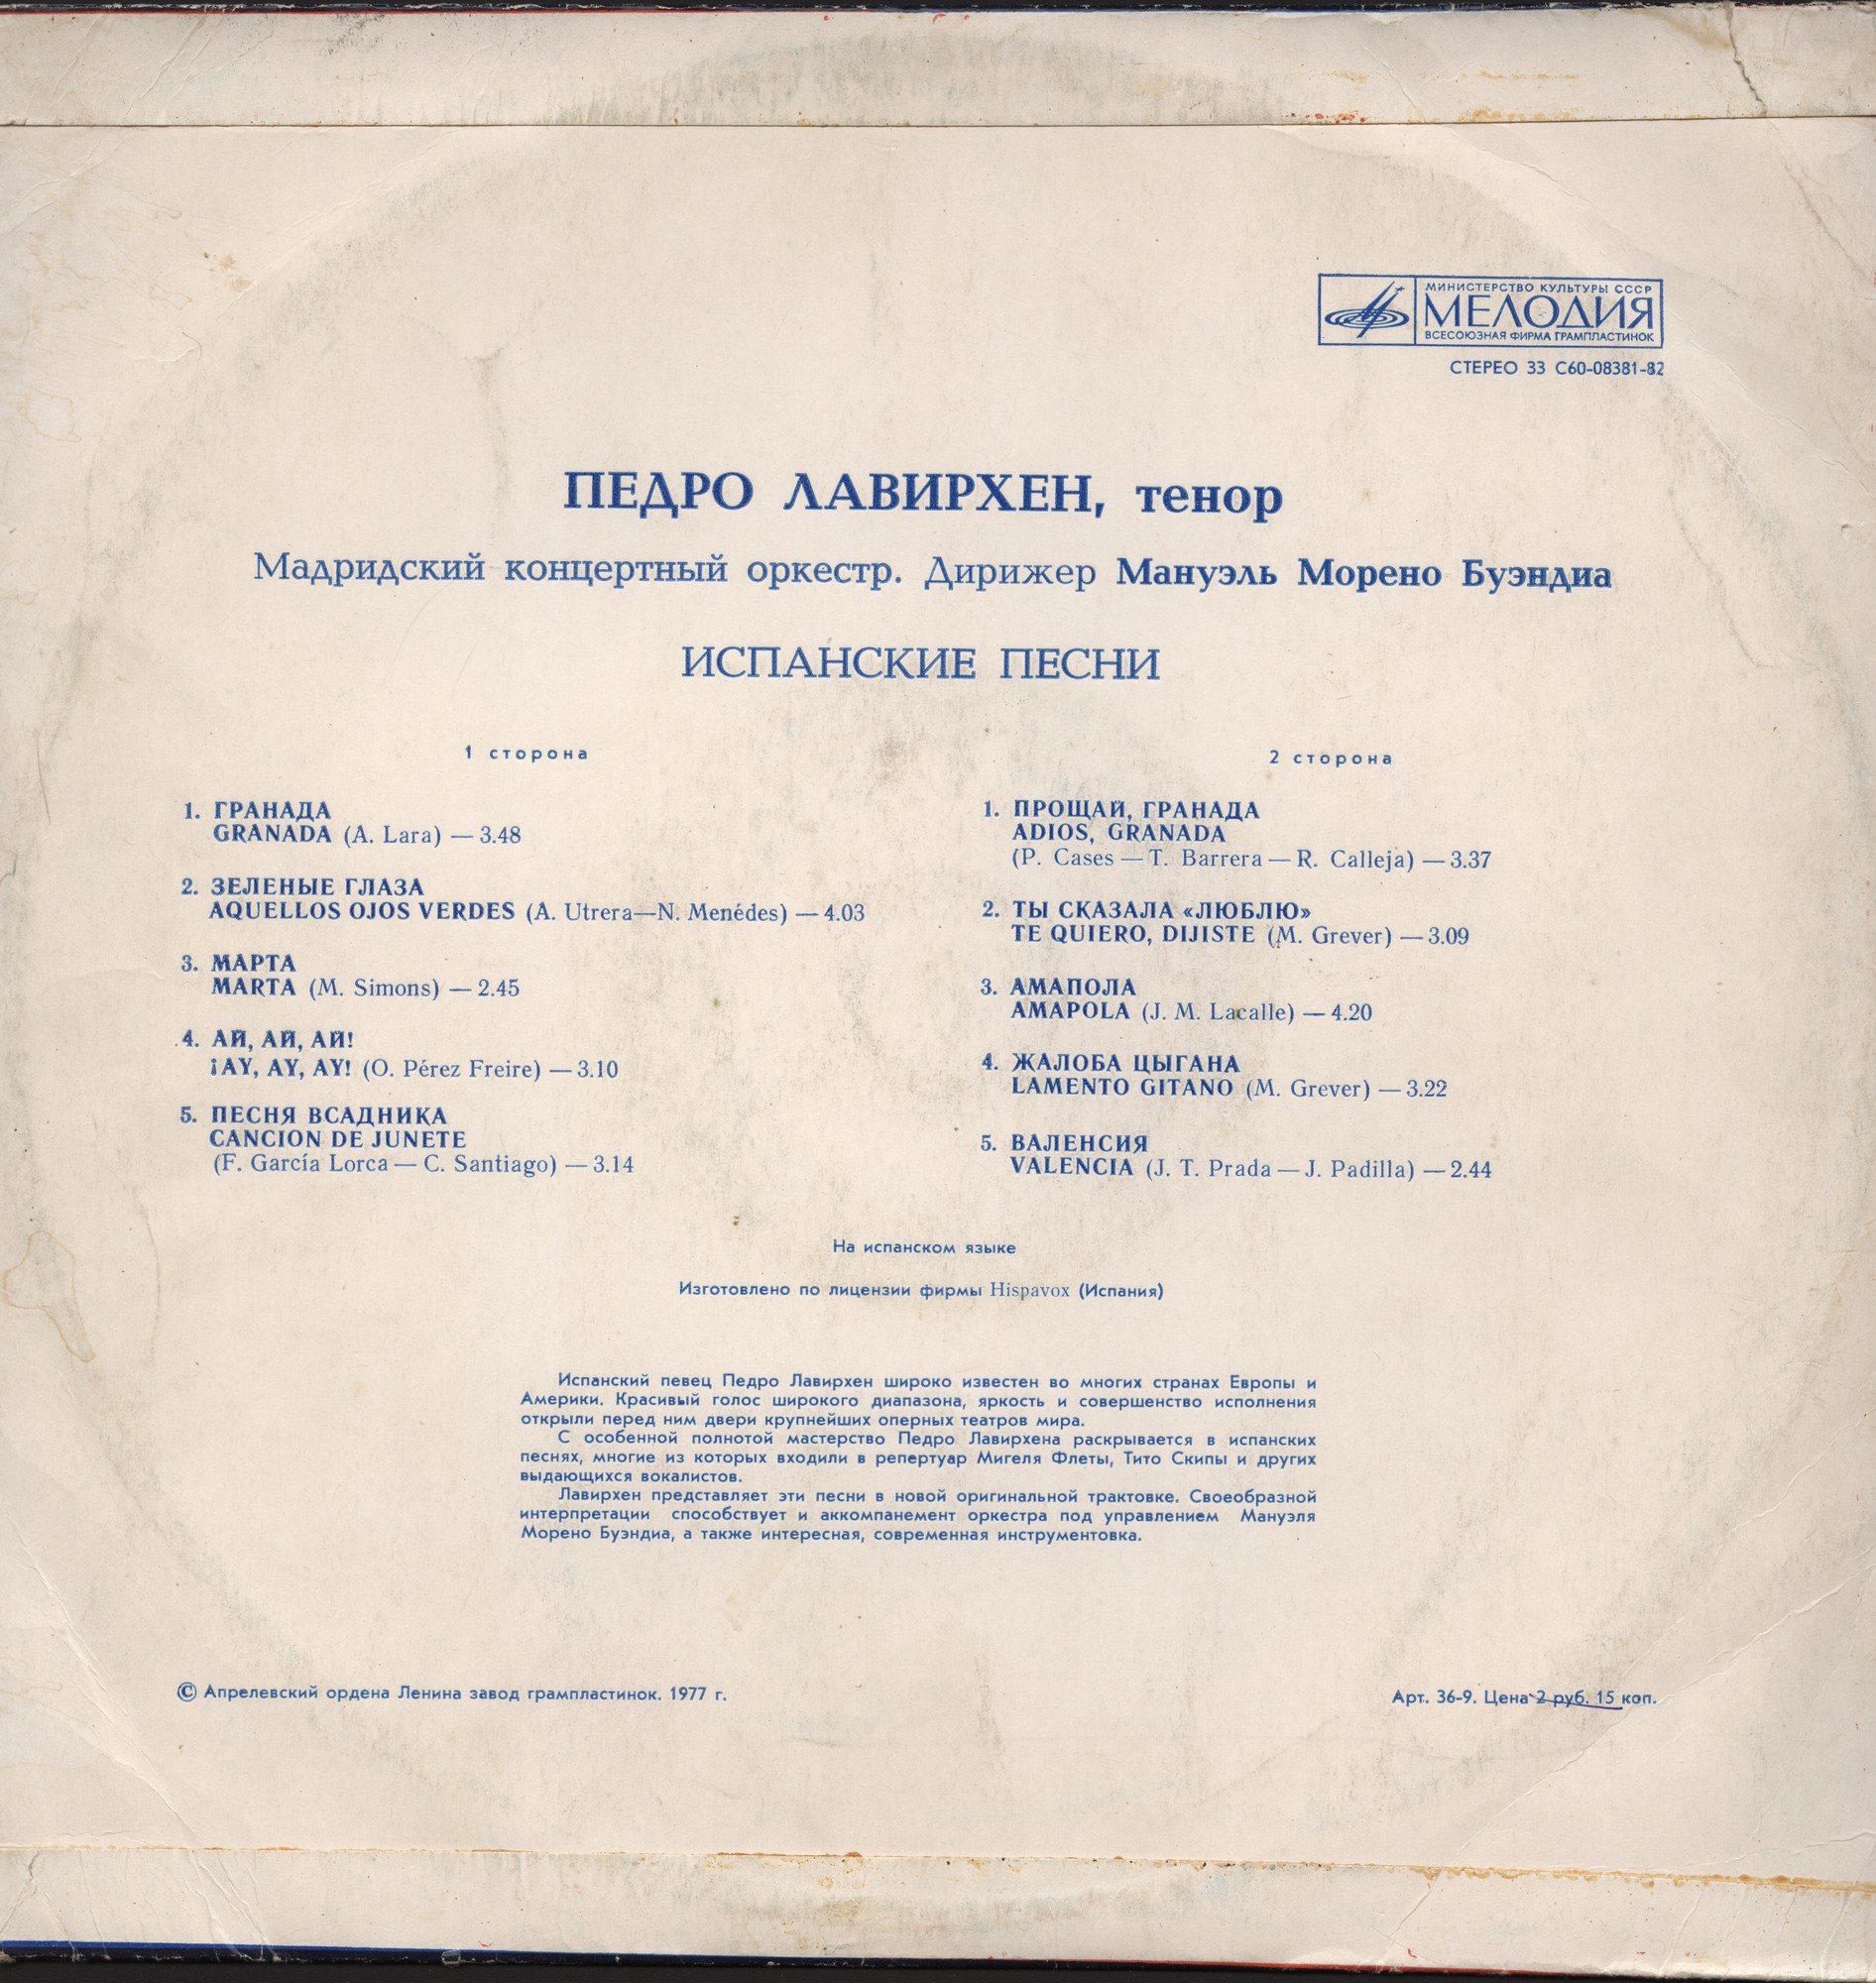 МИНИСТЕРСТВО КУЛЬТУРЫ СССР
МЕЛОДИЯ
ВСЕСОЮЗНАЯ ФИРМА ГРАМПЛАСТИНОК
СТЕРЕО 33 С60-08381-82
ПЕДРО ЛАВИРХЕН, тенор
Мадридский концертный оркестр. Дирижер Мануэль Морено Буэндиа
ИСПАНСКИЕ ПЕСНИ
1 сторона
1. ГРАНАДА
GRANADA (A. Lara) — 3.48
2. ЗЕЛЕНЫЕ ГЛАЗА
AQUELLOS OJOS VERDES (A. Utrera—N. Menédes) — 4.03
3. МАРТА
MARTA (M. Simons) — 2.45
4. АЙ, АЙ, АЙ!
¡AY, AY, AY! (O. Pérez Freire) — 3.10
5. ПЕСНЯ ВСАДНИКА
CANCION DE JUNETE
(F. García Lorca — C. Santiago) — 3.14
2 сторона
1. ПРОЩАЙ, ГРАНАДА
ADIOS, GRANADA
(P. Cases — T. Barrera — R. Calleja) — 3.37
2. ТЫ СКАЗАЛА «ЛЮБЛЮ»
TE QUIERO, DIJISTE (M. Grever) — 3.09
3. АМАПОЛА
AMAPOLA (J. M. Lacalle) — 4.20
4. ЖАЛОБА ЦЫГАНА
LAMENTO GITANO (M. Grever) — 3.22
5. ВАЛЕНСИЯ
VALENCIA (J. T. Prada — J. Padilla) — 2.44
На испанском языке
Изготовлено по лицензии фирмы Hispavox (Испания)
Испанский певец Педро Лавирхен широко известен во многих странах Европы и
Америки. Красивый голос широкого диапазона, яркость и совершенство исполнения
открыли перед ним двери крупнейших оперных театров мира.
С особенной полнотой мастерство Педро Лавирхена раскрывается в испанских
песнях, многие из которых входили в репертуар Мигеля Флеты, Тито Скипы и других
выдающихся вокалистов.
Лавирхен представляет эти песни в новой оригинальной трактовке. Своеобразной
интерпретации способствует и аккомпанемент оркестра под управлением Мануэля
Морено Буэндиа, а также интересная, современная инструментовка.
© Апрелевский ордена Ленина завод грампластинок. 1977 г.
Арт. 36-9. Цена 2 руб. 15 коп.